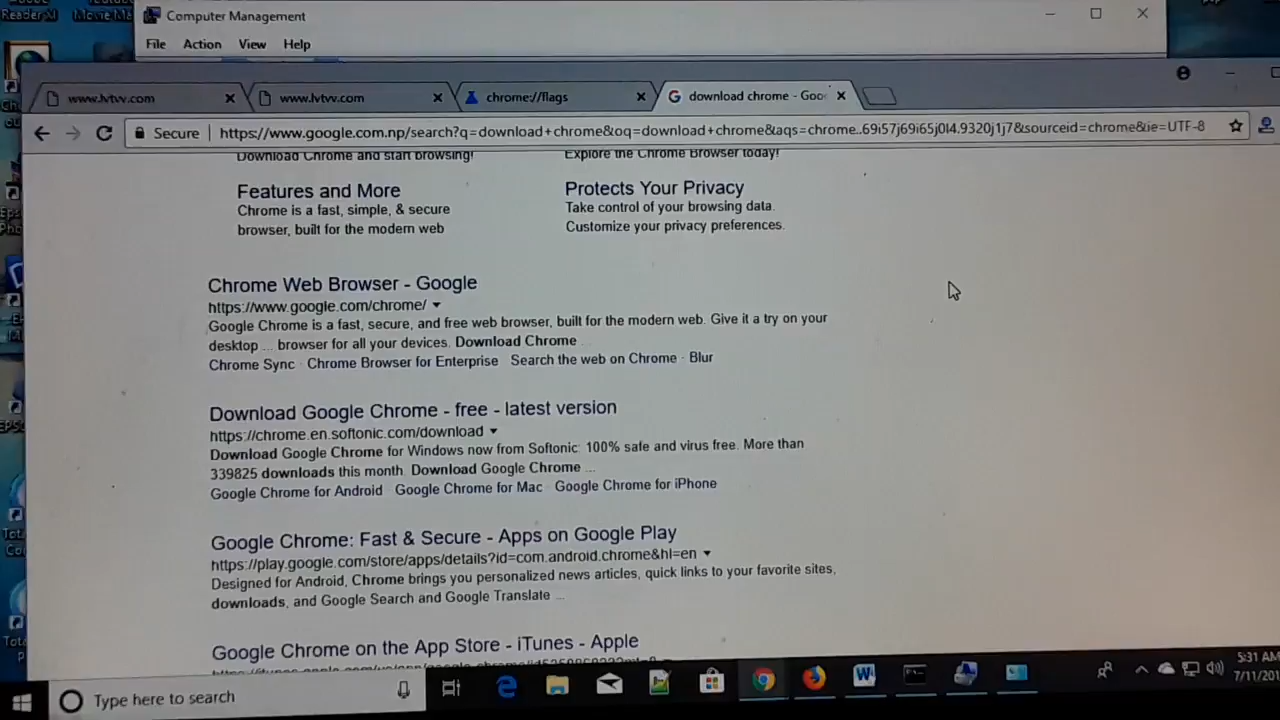 Computer Management
File Action View Help
www.lvtvv.com
www.lvtvv.com
chrome://flags
download chrome - Goo
Secure | https://www.google.com.np/search?q=download+chrome&oq=download+chrome&aqs=chrome..69i57j69i65j0l4.9320j1j7&sourceid=chrome&ie=UTF-8
Download Chrome and start browsing!
Explore the Chrome Browser today!
Features and More
Chrome is a fast, simple, & secure
browser, built for the modern web
Protects Your Privacy
Take control of your browsing data.
Customize your privacy preferences.
Chrome Web Browser - Google
https://www.google.com/chrome/
Google Chrome is a fast, secure, and free web browser, built for the modern web. Give it a try on your
desktop ... browser for all your devices. Download Chrome
Chrome Sync · Chrome Browser for Enterprise · Search the web on Chrome · Blur
Download Google Chrome - free - latest version
https://chrome.en.softonic.com/download
Download Google Chrome for Windows now from Softonic: 100% safe and virus free. More than
339825 downloads this month. Download Google Chrome ...
Google Chrome for Android Google Chrome for Mac · Google Chrome for iPhone
Google Chrome: Fast & Secure - Apps on Google Play
https://play.google.com/store/apps/details?id=com.android.chrome&hl=en
Designed for Android, Chrome brings you personalized news articles, quick links to your favorite sites,
downloads, and Google Search and Google Translate ...
Google Chrome on the App Store - iTunes - Apple
Type here to search
5:31 AM
7/11/201